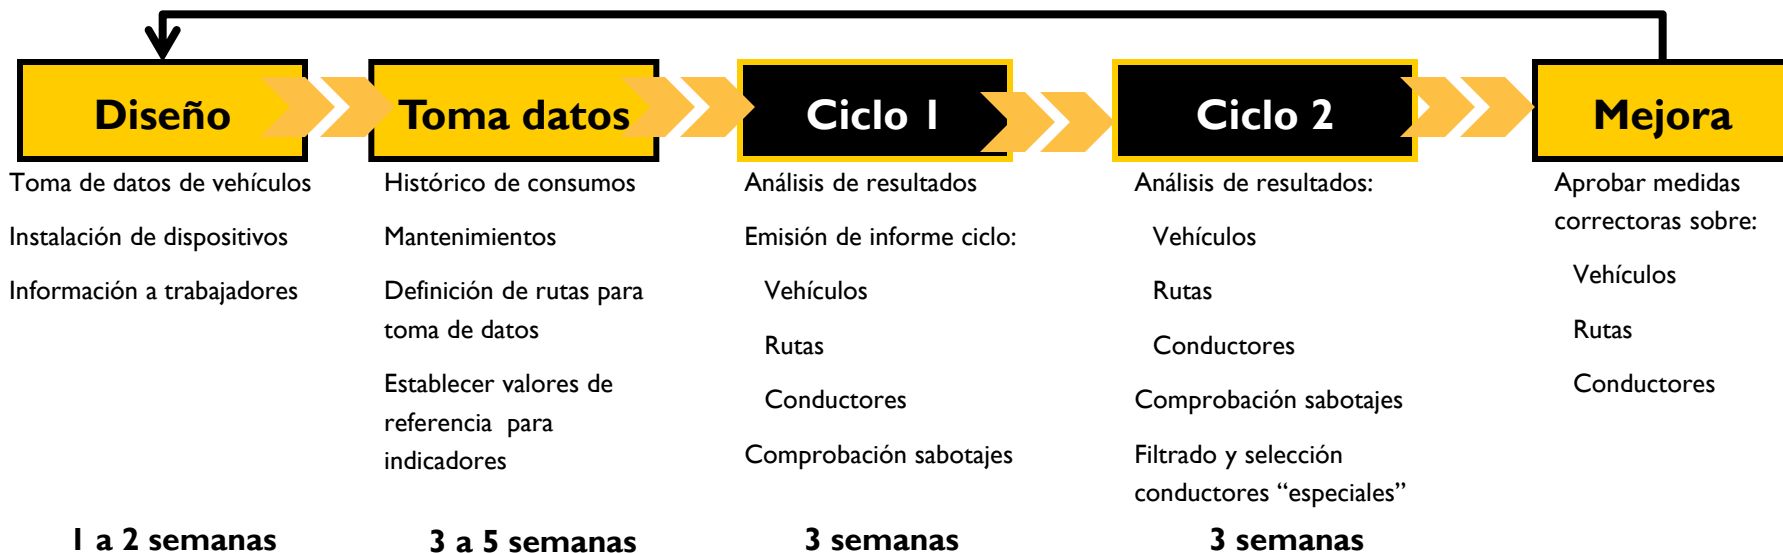 Diseño
Toma de datos de vehículos
Instalación de dispositivos
Información a trabajadores
1 a 2 semanas
Toma datos
Histórico de consumos
Mantenimientos
Definición de rutas para
toma de datos
Establecer valores de
referencia para
indicadores
3 a 5 semanas
Ciclo 1
Análisis de resultados
Emisión de informe ciclo:
Vehículos
Rutas
Conductores
Comprobación sabotajes
3 semanas
Ciclo 2
Análisis de resultados:
Vehículos
Rutas
Conductores
Comprobación sabotajes
Filtrado y selección
conductores “especiales”
3 semanas
Mejora
Aprobar medidas
correctoras sobre:
Vehículos
Rutas
Conductores